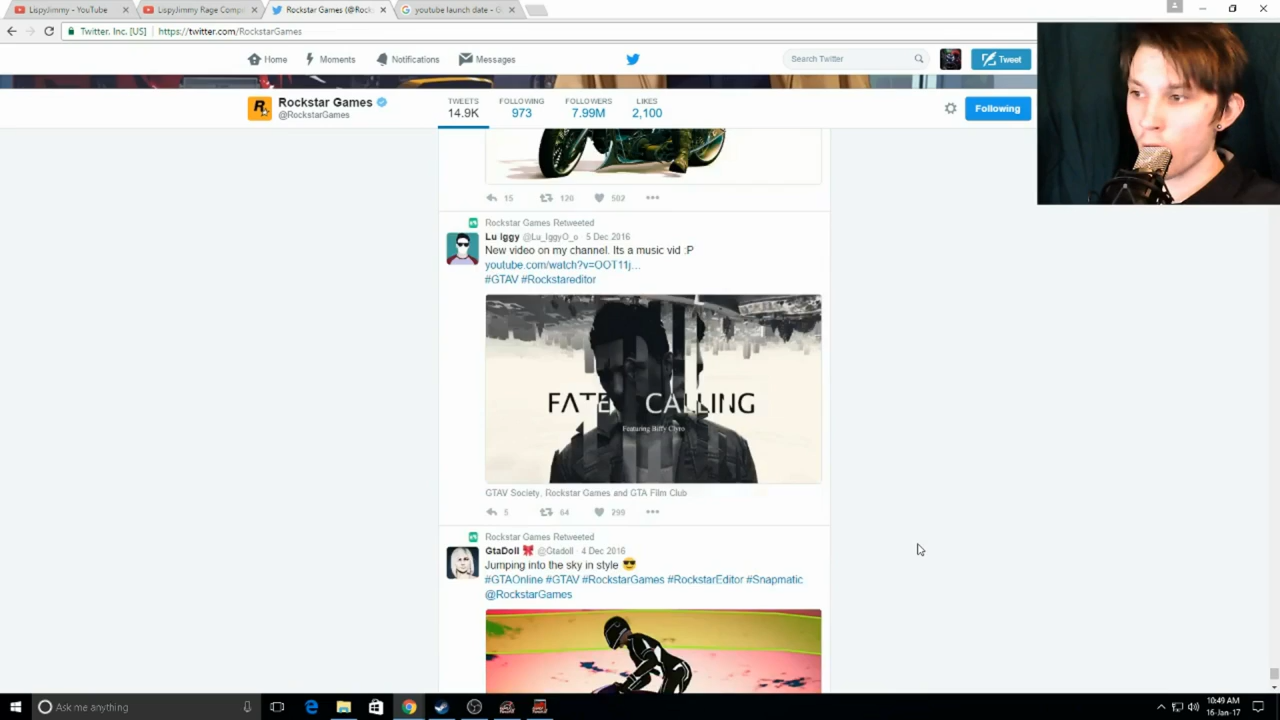 LispyJimmy - YouTube
LispyJimmy Rage Compi
Rockstar Games (@Rocks
youtube launch date - G
Twitter, Inc. [US]
https://twitter.com/RockstarGames
Home
Moments
Notifications
Messages
Search Twitter
Tweet
R
Rockstar Games
@RockstarGames
TWEETS
14.9K
FOLLOWING
973
FOLLOWERS
7.99M
LIKES
2,100
Following
15
120
502
Rockstar Games Retweeted
Lu Iggy @Lu_IggyO_o 5 Dec 2016
New video on my channel. Its a music vid :P
youtube.com/watch?v=OOT11j...
#GTAV #Rockstareditor
FATE CALLING
Featuring Biffy Clyro
GTAV Society, Rockstar Games and GTA Film Club
5
64
299
Rockstar Games Retweeted
GtaDoll @Gtadoll 4 Dec 2016
Jumping into the sky in style 😎
#GTAOnline #GTAV #RockstarGames #RockstarEditor #Snapmatic
@RockstarGames
Ask me anything
10:49 AM
16-Jan-17